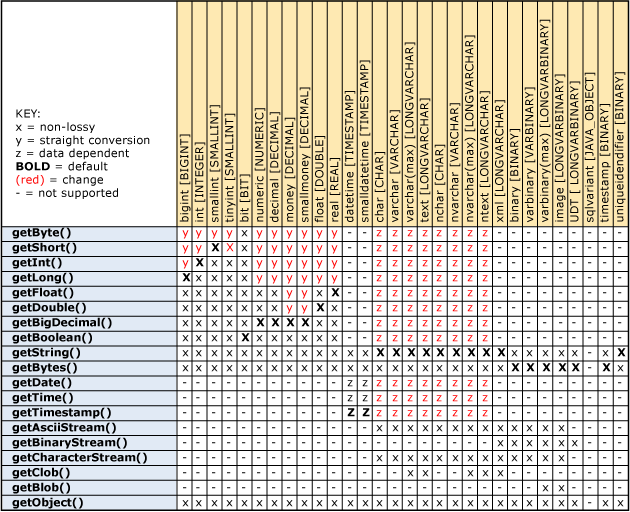 KEY:
x = non-lossy
y = straight conversion
z = data dependent
BOLD = default
(red) = change
- = not supported
bigint [BIGINT]
int [INTEGER]
smallint [SMALLINT]
tinyint [SMALLINT]
bit [BIT]
numeric [NUMERIC]
decimal [DECIMAL]
money [DECIMAL]
smallmoney [DECIMAL]
float [DOUBLE]
real [REAL]
datetime [TIMESTAMP]
smalldatetime [TIMESTAMP]
char [CHAR]
varchar [VARCHAR]
varchar(max) [LONGVARCHAR]
text [LONGVARCHAR]
nchar [CHAR]
nvarchar [VARCHAR]
nvarchar(max) [LONGVARCHAR]
ntext [LONGVARCHAR]
xml [LONGVARCHAR]
binary [BINARY]
varbinary [VARBINARY]
varbinary(max) [LONGVARBINARY]
image [LONGVARBINARY]
UDT [ LONGVARBINARY]
sqlvariant [JAVA_OBJECT]
timestamp [BINARY]
uniqueidendifier [BINARY]
getByte() y y y y x y y y y y y - - z z z z z z z z - - - - - - - - -
getShort() y y x x x y y y y y y - - z z z z z z z z - - - - - - - - -
getInt() y x x x x y y y y y y - - z z z z z z z z - - - - - - - - -
getLong() x x x x x y y y y y y - - z z z z z z z z - - - - - - - - -
getFloat() x x x x x x x y y x x - - z z z z z z z z - - - - - - - - -
getDouble() x x x x x x x y y x x - - z z z z z z z z - - - - - - - - -
getBigDecimal() x x x x x x x x x x x - - z z z z z z z z - - - - - - - - -
getBoolean() x x x x x x x x x x x - - z z z z z z z z - - - - - - - - -
getString() x x x x x x x x x x x x x x x x x x x x x x x x x x x - x x
getBytes() x x x x x x x x x x x - - - - - - - - - - - x x x x x - x x
getDate() - - - - - - - - - - - z z z z z z z z z z - - - - - - - - -
getTime() - - - - - - - - - - - z z z z z z z z z z - - - - - - - - -
getTimestamp() - - - - - - - - - - - z z z z z z z z z z - - - - - - - - -
getAsciiStream() - - - - - - - - - - - - - x x x x x x x x x x x x x - - - -
getBinaryStream() - - - - - - - - - - - - - - - - - - - - - x x x x x x - - -
getCharacterStream() - - - - - - - - - - - - - x x x x x x x x x x x x x - - - -
getClob() - - - - - - - - - - - - - - - x x - - x x x - - - - - - - -
getBlob() - - - - - - - - - - - - - - - - - - - - - - - - x x - - - -
getObject() x x x x x x x x x x x x x x x x x x x x x x x x x x x x x x